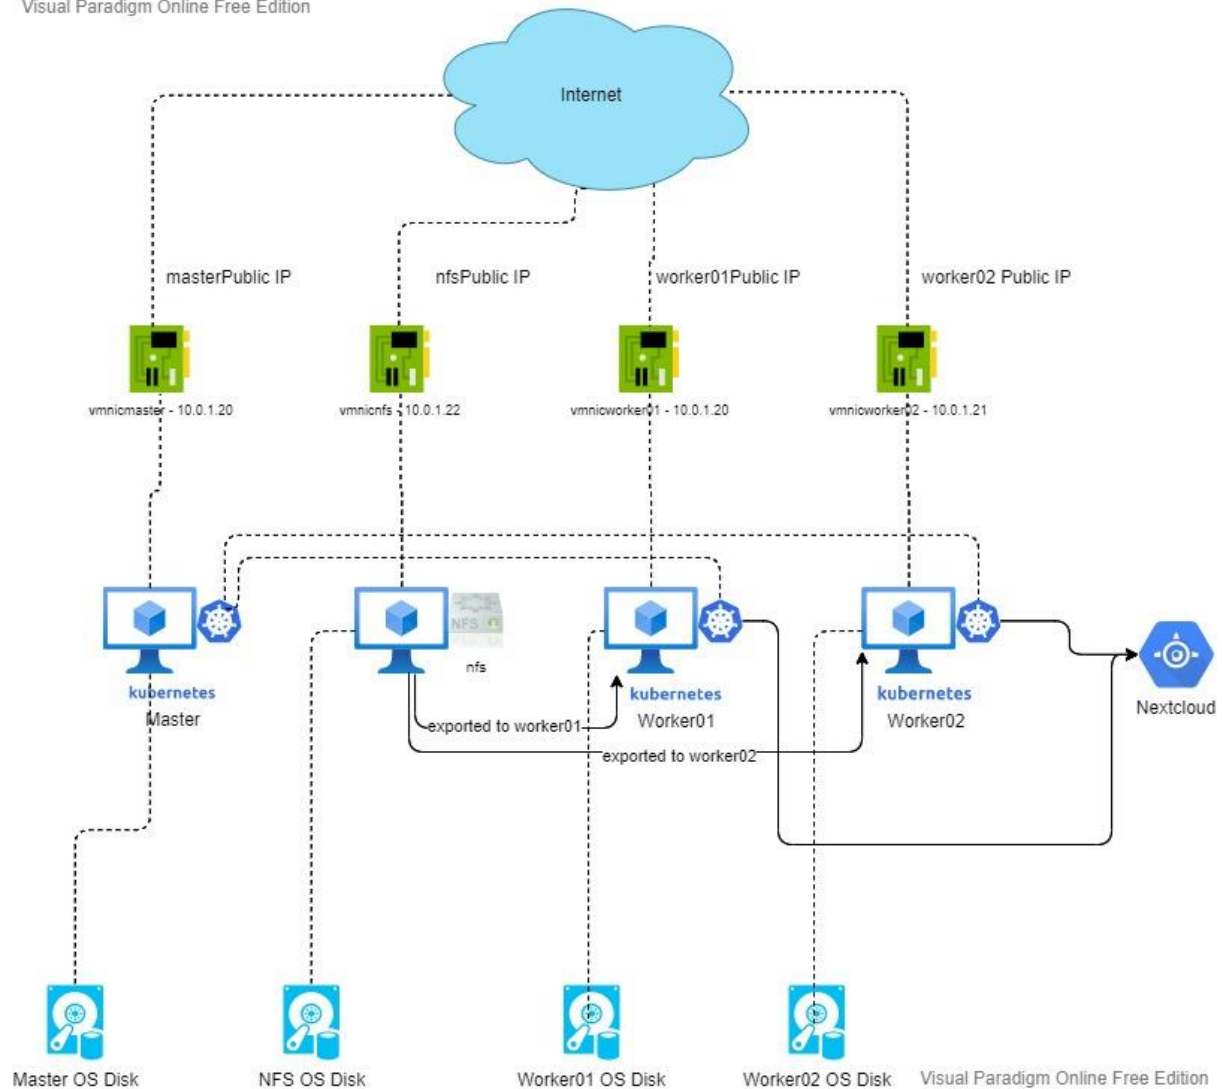 Visual Paradigm Online Free Edition
Internet
masterPublic IP
nfsPublic IP
worker01Public IP
worker02 Public IP
vmnicmaster - 10.0.1.20
vmnicnfs - 10.0.1.22
vmnicworker01 - 10.0.1.20
vmnicworker02 - 10.0.1.21
NFS
nfs
kubernetes
Master
kubernetes
Worker01
kubernetes
Worker02
Nextcloud
exported to worker01
exported to worker02
Master OS Disk
NFS OS Disk
Worker01 OS Disk
Worker02 OS Disk
Visual Paradigm Online Free Edition